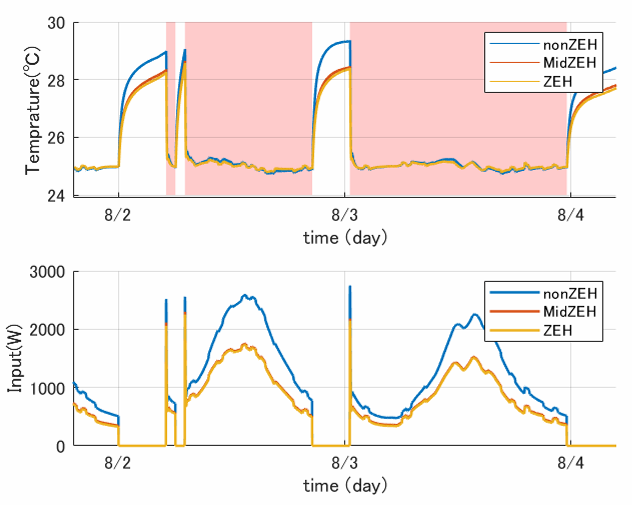 30
28
26
24
Temprature(℃)
nonZEH
MidZEH
ZEH
8/2
8/3
8/4
time (day)
3000
2000
1000
0
Input(W)
nonZEH
MidZEH
ZEH
8/2
8/3
8/4
time (day)